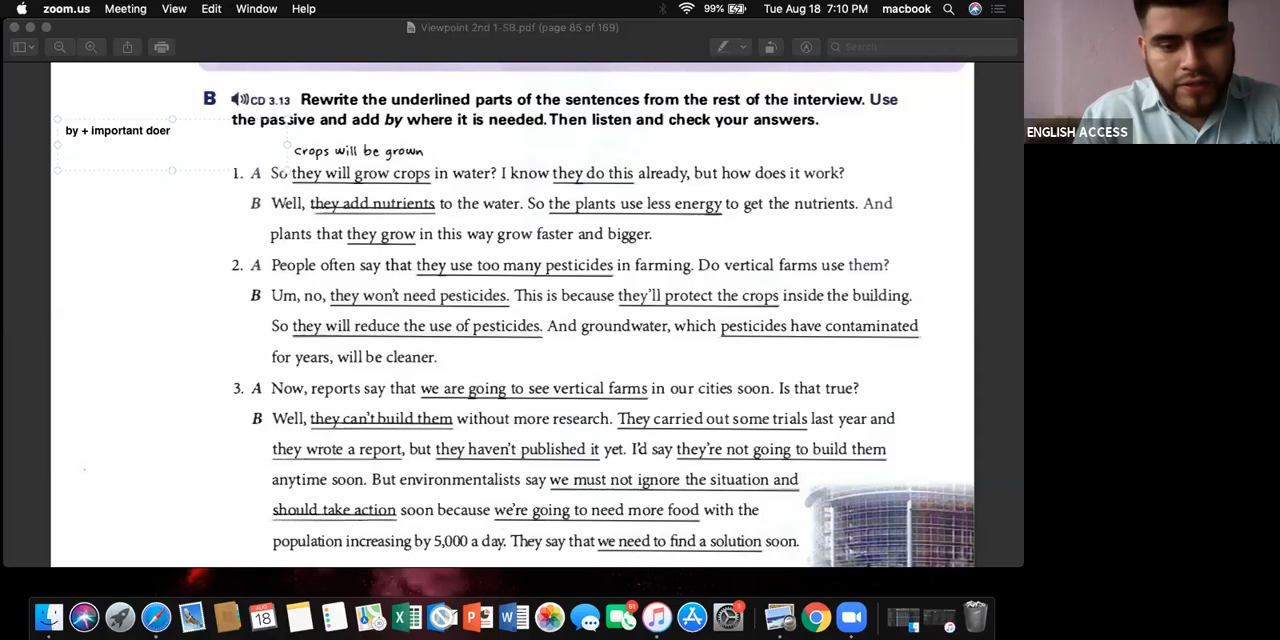 zoom.us Meeting View Edit Window Help 99% Tue Aug 18 7:10 PM macbook
Viewpoint 2nd 1-SB.pdf (page 85 of 169)
Search
B CD 3.13 Rewrite the underlined parts of the sentences from the rest of the interview. Use
the passive and add by where it is needed. Then listen and check your answers.
by + important doer
crops will be grown
1. A So they will grow crops in water? I know they do this already, but how does it work?
B Well, they add nutrients to the water. So the plants use less energy to get the nutrients. And
plants that they grow in this way grow faster and bigger.
2. A People often say that they use too many pesticides in farming. Do vertical farms use them?
B Um, no, they won't need pesticides. This is because they'll protect the crops inside the building.
So they will reduce the use of pesticides. And groundwater, which pesticides have contaminated
for years, will be cleaner.
3. A Now, reports say that we are going to see vertical farms in our cities soon. Is that true?
B Well, they can't build them without more research. They carried out some trials last year and
they wrote a report, but they haven't published it yet. I'd say they're not going to build them
anytime soon. But environmentalists say we must not ignore the situation and
should take action soon because we're going to need more food with the
population increasing by 5,000 a day. They say that we need to find a solution soon.
ENGLISH ACCESS
AUG
18
51
1